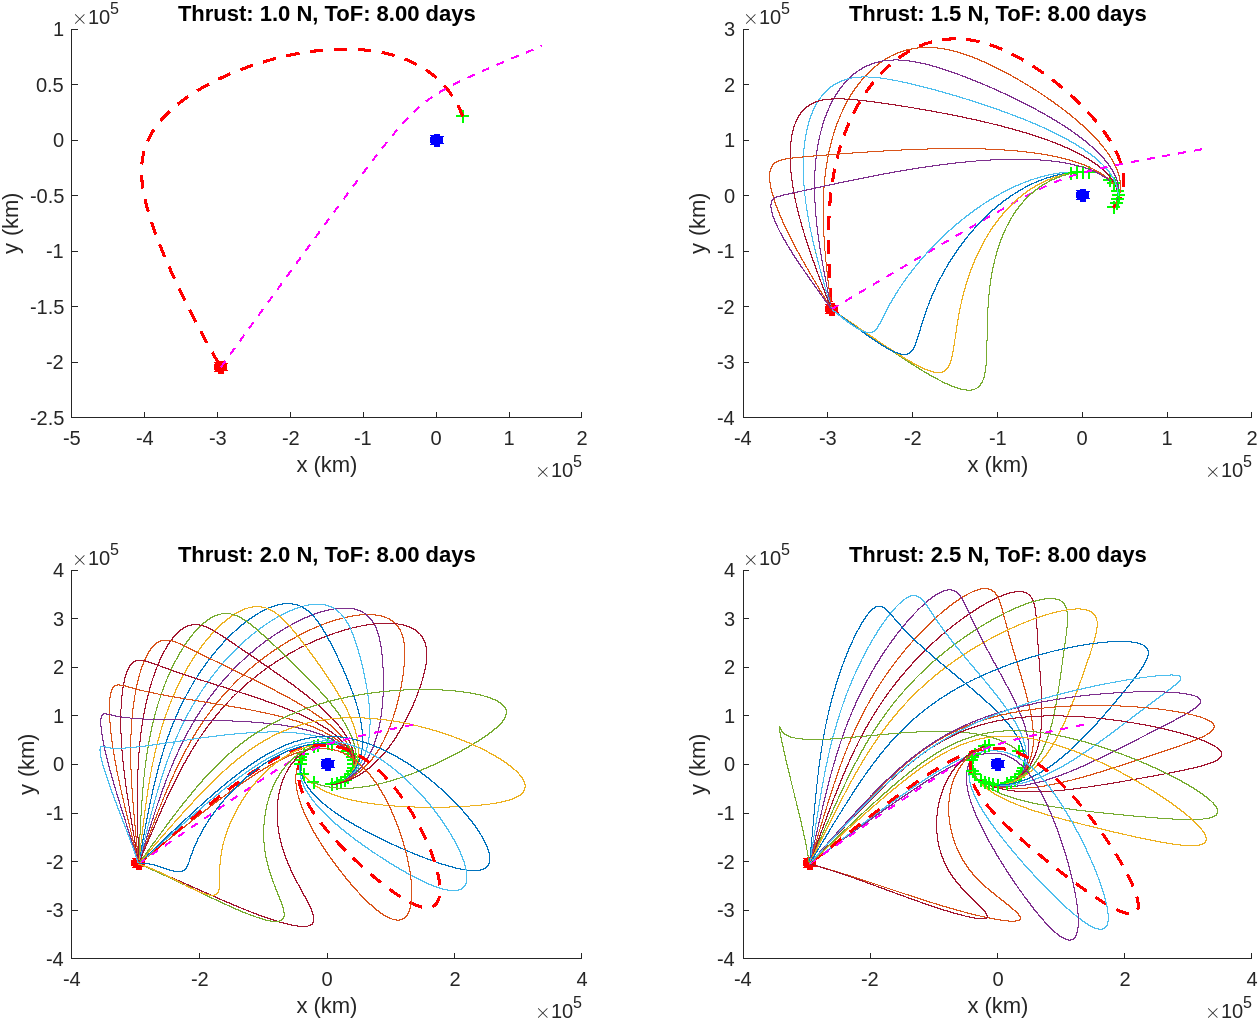 Thrust: 1.0 N, ToF: 8.00 days
×10^5
1
0.5
0
-0.5
-1
-1.5
-2
-2.5
y (km)
-5 -4 -3 -2 -1 0 1 2
x (km)
×10^5
Thrust: 1.5 N, ToF: 8.00 days
×10^5
3
2
1
0
-1
-2
-3
-4
y (km)
-4 -3 -2 -1 0 1 2
x (km)
×10^5
Thrust: 2.0 N, ToF: 8.00 days
×10^5
4
3
2
1
0
-1
-2
-3
-4
y (km)
-4 -2 0 2 4
x (km)
×10^5
Thrust: 2.5 N, ToF: 8.00 days
×10^5
4
3
2
1
0
-1
-2
-3
-4
y (km)
-4 -2 0 2 4
x (km)
×10^5